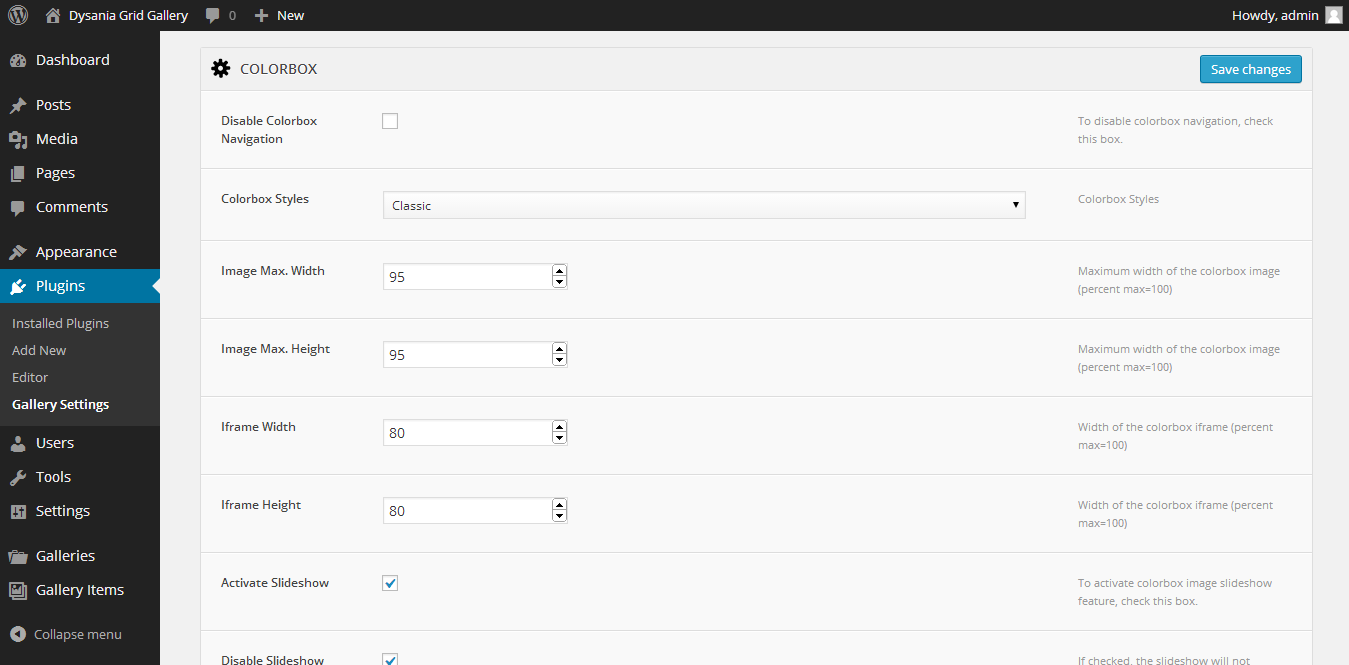 Dysania Grid Gallery 0 New Howdy, admin
Dashboard
Posts
Media
Pages
Comments
Appearance
Plugins
Installed Plugins
Add New
Editor
Gallery Settings
Users
Tools
Settings
Galleries
Gallery Items
Collapse menu
COLORBOX Save changes
Disable Colorbox
Navigation
To disable colorbox navigation, check
this box.
Colorbox Styles
Classic
Colorbox Styles
Image Max. Width
95
Maximum width of the colorbox image
(percent max=100)
Image Max. Height
95
Maximum width of the colorbox image
(percent max=100)
Iframe Width
80
Width of the colorbox iframe (percent
max=100)
Iframe Height
80
Width of the colorbox iframe (percent
max=100)
Activate Slideshow
To activate colorbox image slideshow
feature, check this box.
Disable Slideshow
If checked, the slideshow will not